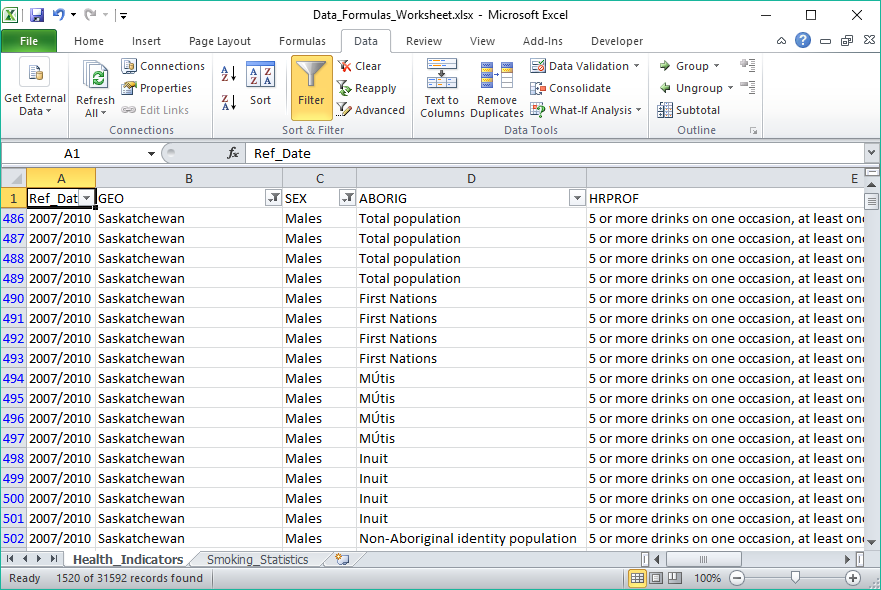 Data_Formulas_Worksheet.xlsx - Microsoft Excel
File Home Insert Page Layout Formulas Data Review View Add-Ins Developer
Get External Data
Refresh All
Connections
Properties
Edit Links
Connections
Sort
Filter
Clear
Reapply
Advanced
Sort & Filter
Text to Columns
Remove Duplicates
Data Validation
Consolidate
What-If Analysis
Data Tools
Group
Ungroup
Subtotal
Outline
A1 fx Ref_Date
A B C D E
1 Ref_Dat GEO SEX ABORIG HRPROF
486 2007/2010 Saskatchewan Males Total population 5 or more drinks on one occasion, at least one
487 2007/2010 Saskatchewan Males Total population 5 or more drinks on one occasion, at least one
488 2007/2010 Saskatchewan Males Total population 5 or more drinks on one occasion, at least one
489 2007/2010 Saskatchewan Males Total population 5 or more drinks on one occasion, at least one
490 2007/2010 Saskatchewan Males First Nations 5 or more drinks on one occasion, at least one
491 2007/2010 Saskatchewan Males First Nations 5 or more drinks on one occasion, at least one
492 2007/2010 Saskatchewan Males First Nations 5 or more drinks on one occasion, at least one
493 2007/2010 Saskatchewan Males First Nations 5 or more drinks on one occasion, at least one
494 2007/2010 Saskatchewan Males MÚtis 5 or more drinks on one occasion, at least one
495 2007/2010 Saskatchewan Males MÚtis 5 or more drinks on one occasion, at least one
496 2007/2010 Saskatchewan Males MÚtis 5 or more drinks on one occasion, at least one
497 2007/2010 Saskatchewan Males MÚtis 5 or more drinks on one occasion, at least one
498 2007/2010 Saskatchewan Males Inuit 5 or more drinks on one occasion, at least one
499 2007/2010 Saskatchewan Males Inuit 5 or more drinks on one occasion, at least one
500 2007/2010 Saskatchewan Males Inuit 5 or more drinks on one occasion, at least one
501 2007/2010 Saskatchewan Males Inuit 5 or more drinks on one occasion, at least one
502 2007/2010 Saskatchewan Males Non-Aboriginal identity population 5 or more drinks on one occasion, at least one
Health_Indicators Smoking_Statistics
Ready 1520 of 31592 records found 100%